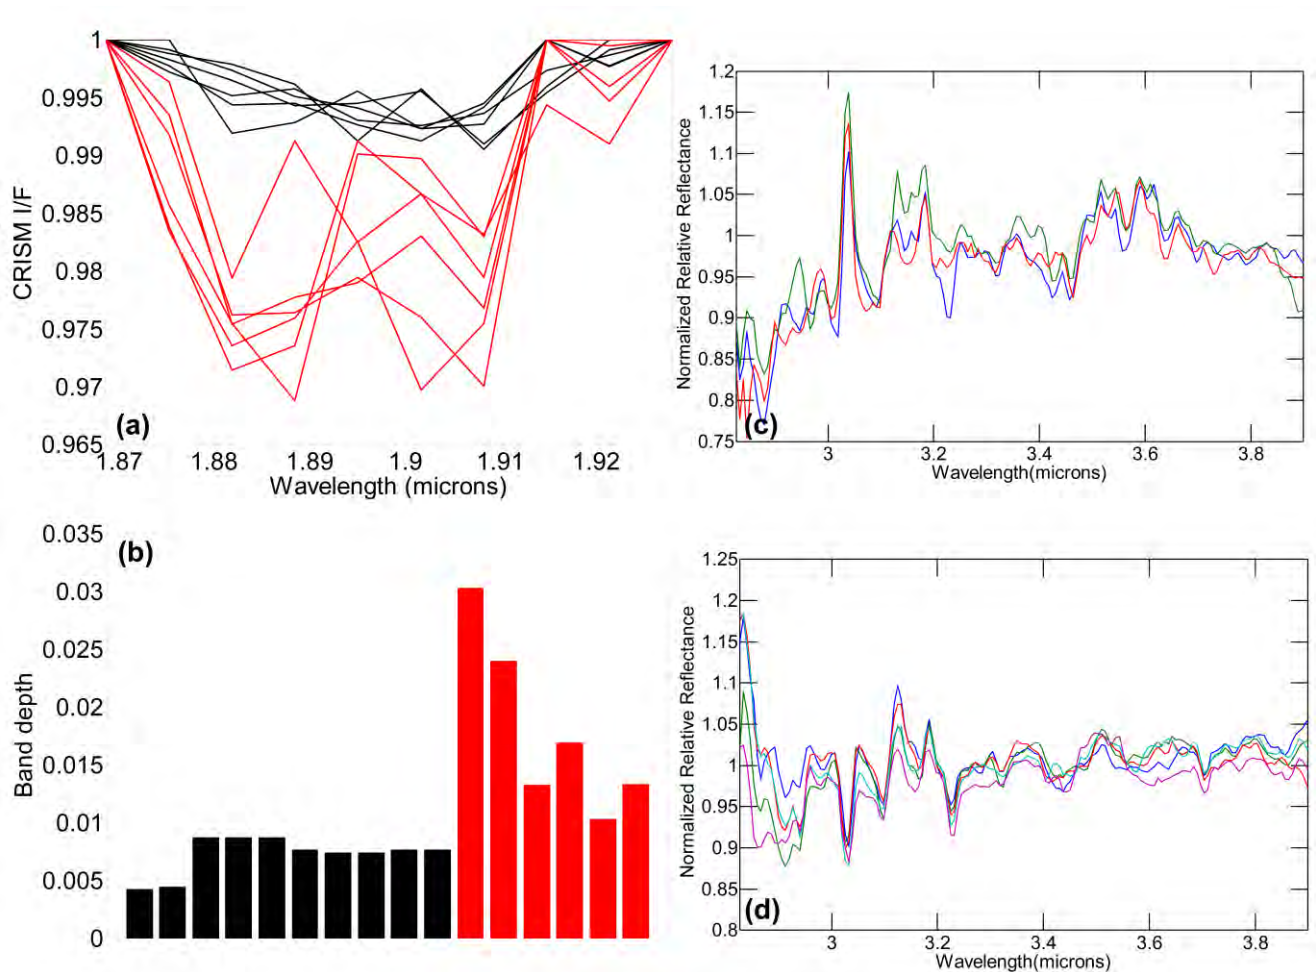 1
0.995
0.99
0.985
0.98
0.975
0.97
0.965
CRISM I/F
(a)
1.87 1.88 1.89 1.9 1.91 1.92
Wavelength (microns)
0.035
0.03
0.025
0.02
0.015
0.01
0.005
0
Band depth
(b)
1.2
1.15
1.1
1.05
1
0.95
0.9
0.85
0.8
0.75
Normalized Relative Reflectance
(c)
3 3.2 3.4 3.6 3.8
Wavelength(microns)
1.25
1.2
1.15
1.1
1.05
1
0.95
0.9
0.85
0.8
Normalized Relative Reflectance
(d)
3 3.2 3.4 3.6 3.8
Wavelength(microns)